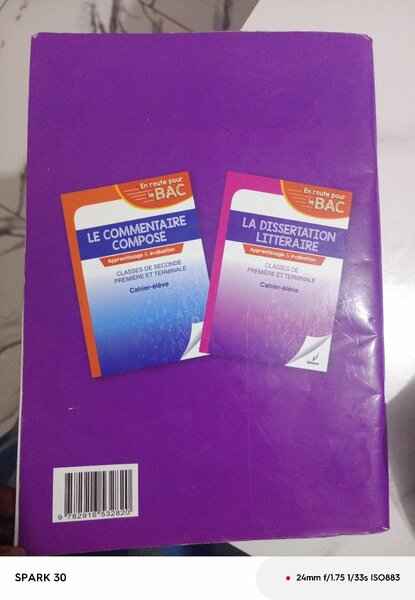 En route pour
le BAC
LE COMMENTAIRE
COMPOSÉ
Apprentissage & évaluation
CLASSES DE SECONDE
PREMIÈRE ET TERMINALE
Cahier-élève
En route pour
le BAC
LA DISSERTATION
LITTERAIRE
Apprentissage & évaluation
CLASSES DE
PREMIÈRE ET TERMINALE
Cahier-élève
9 782916 532820
SPARK 30
24mm f/1.75 1/33s ISO883